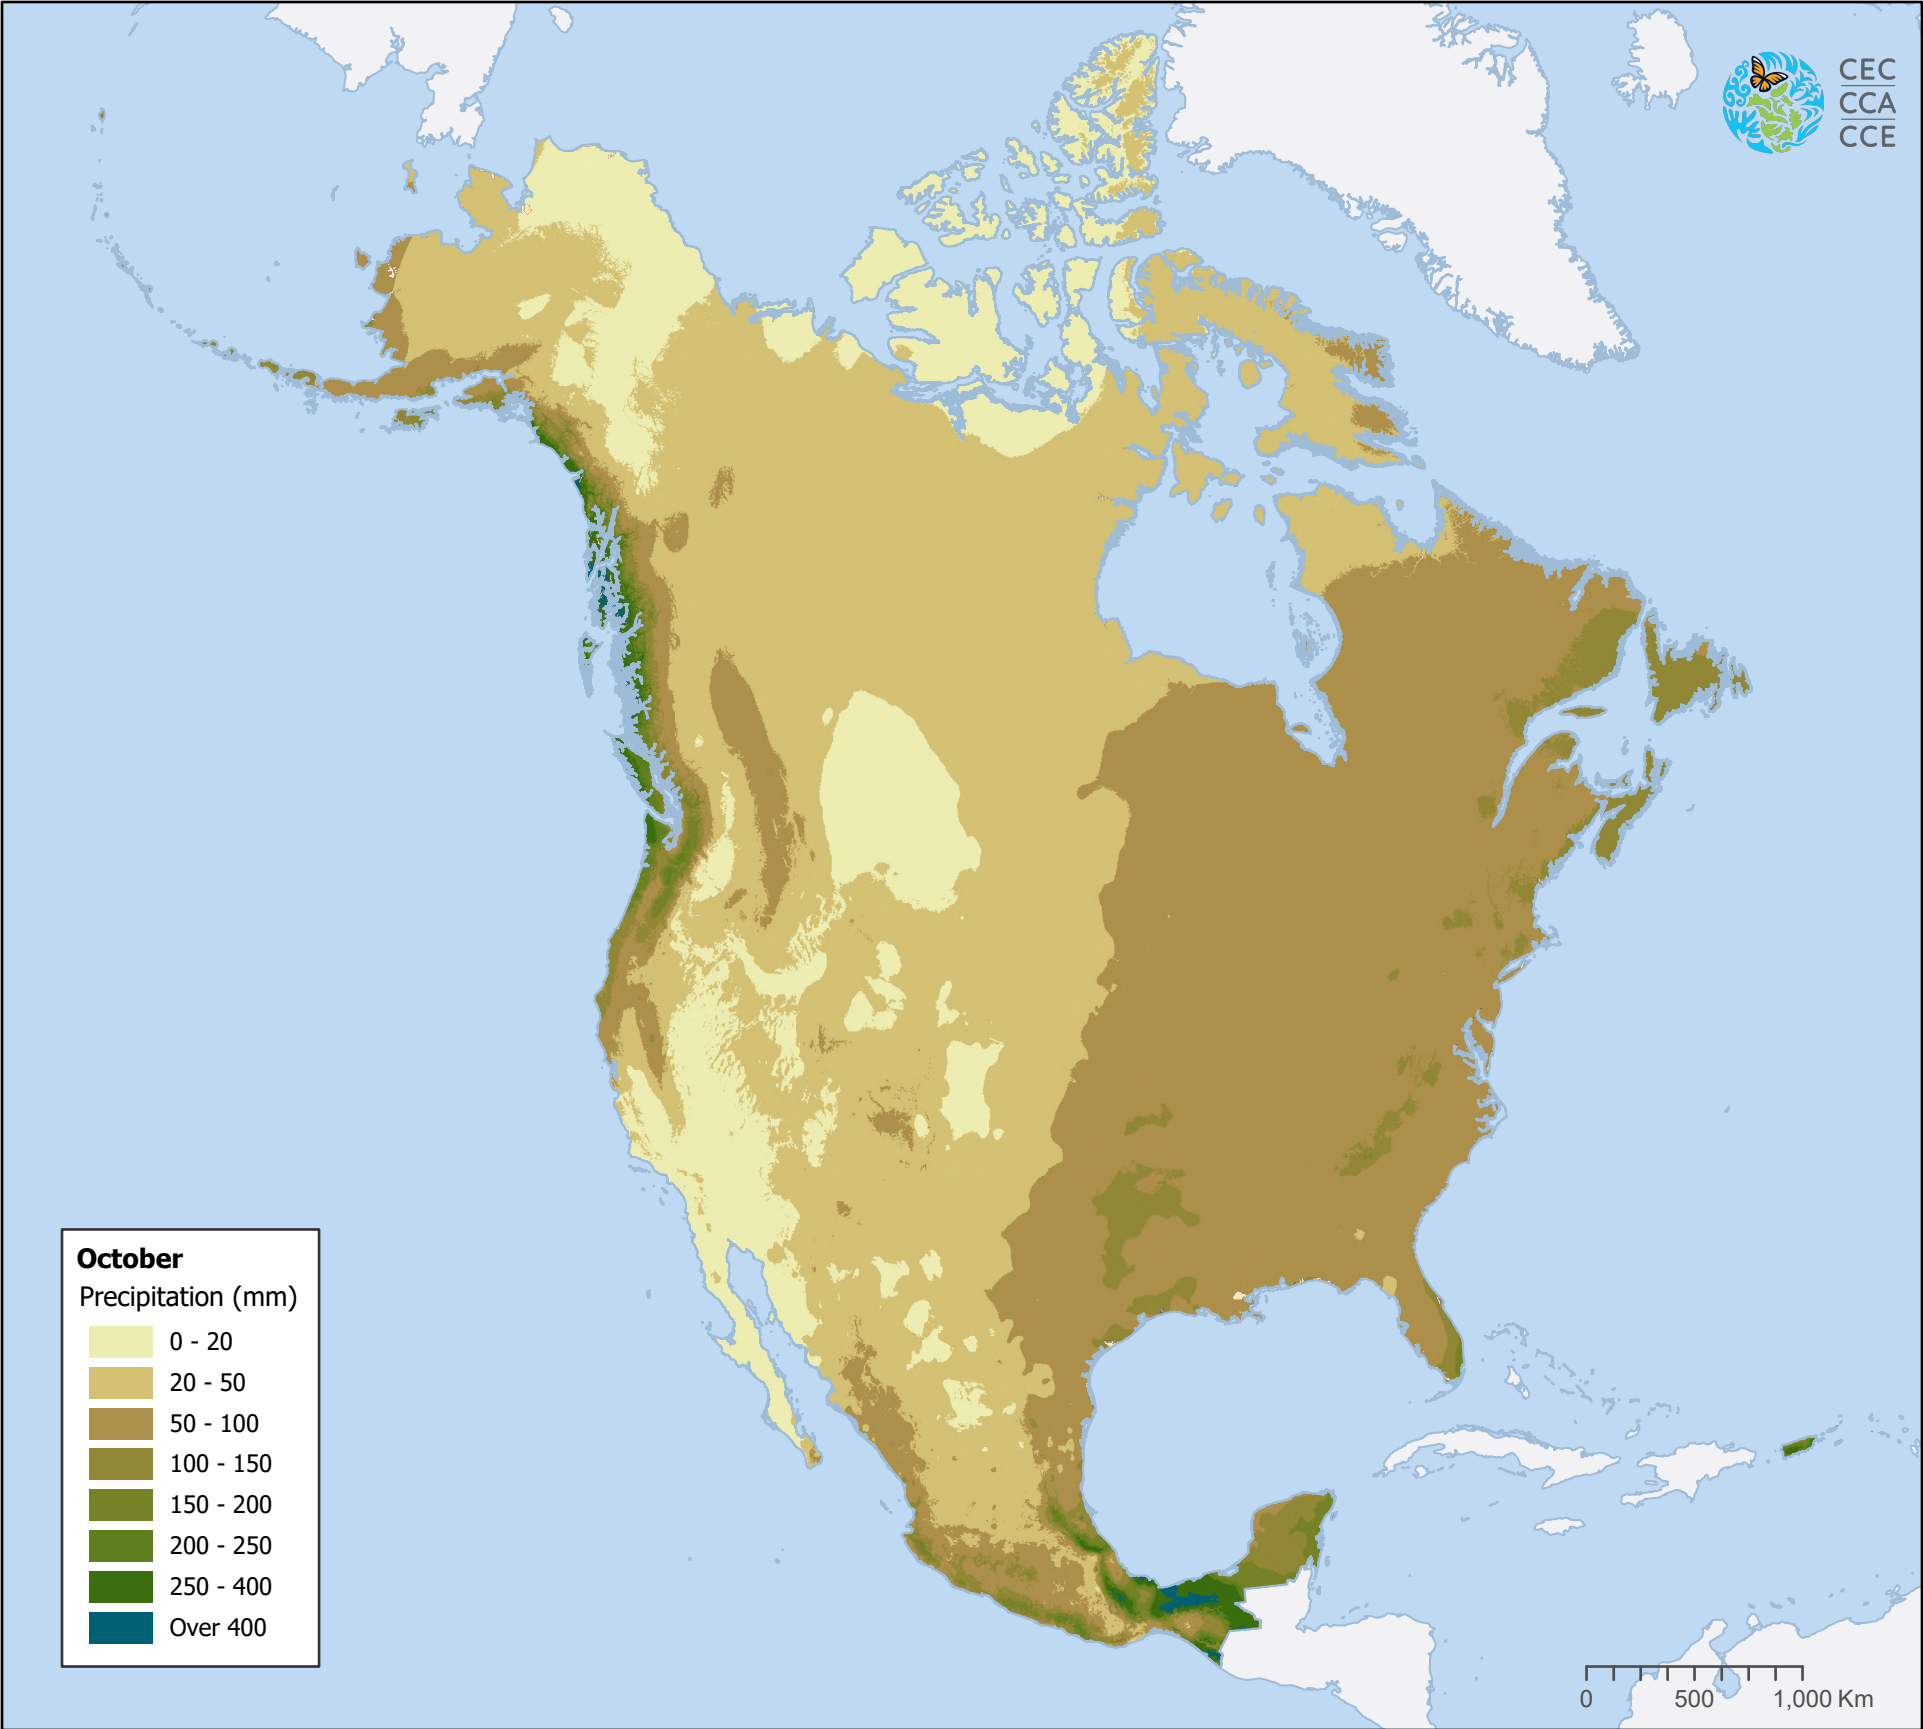 CEC
CCA
CCE
October
Precipitation (mm)
0 - 20
20 - 50
50 - 100
100 - 150
150 - 200
200 - 250
250 - 400
Over 400
0 500 1,000 Km